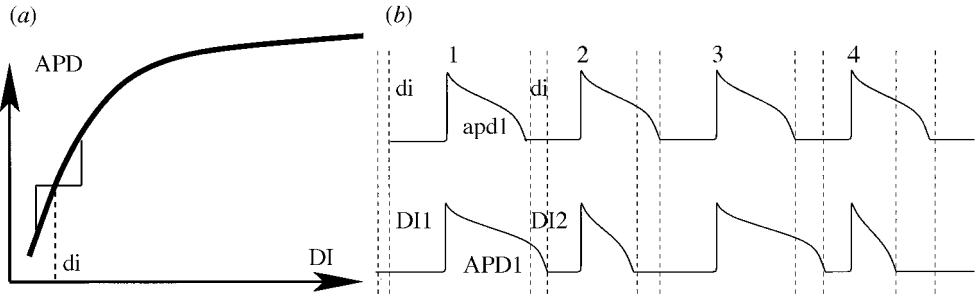 (a)
APD
di
DI
(b)
1 2 3 4
di di
apd1
DI1 DI2
APD1